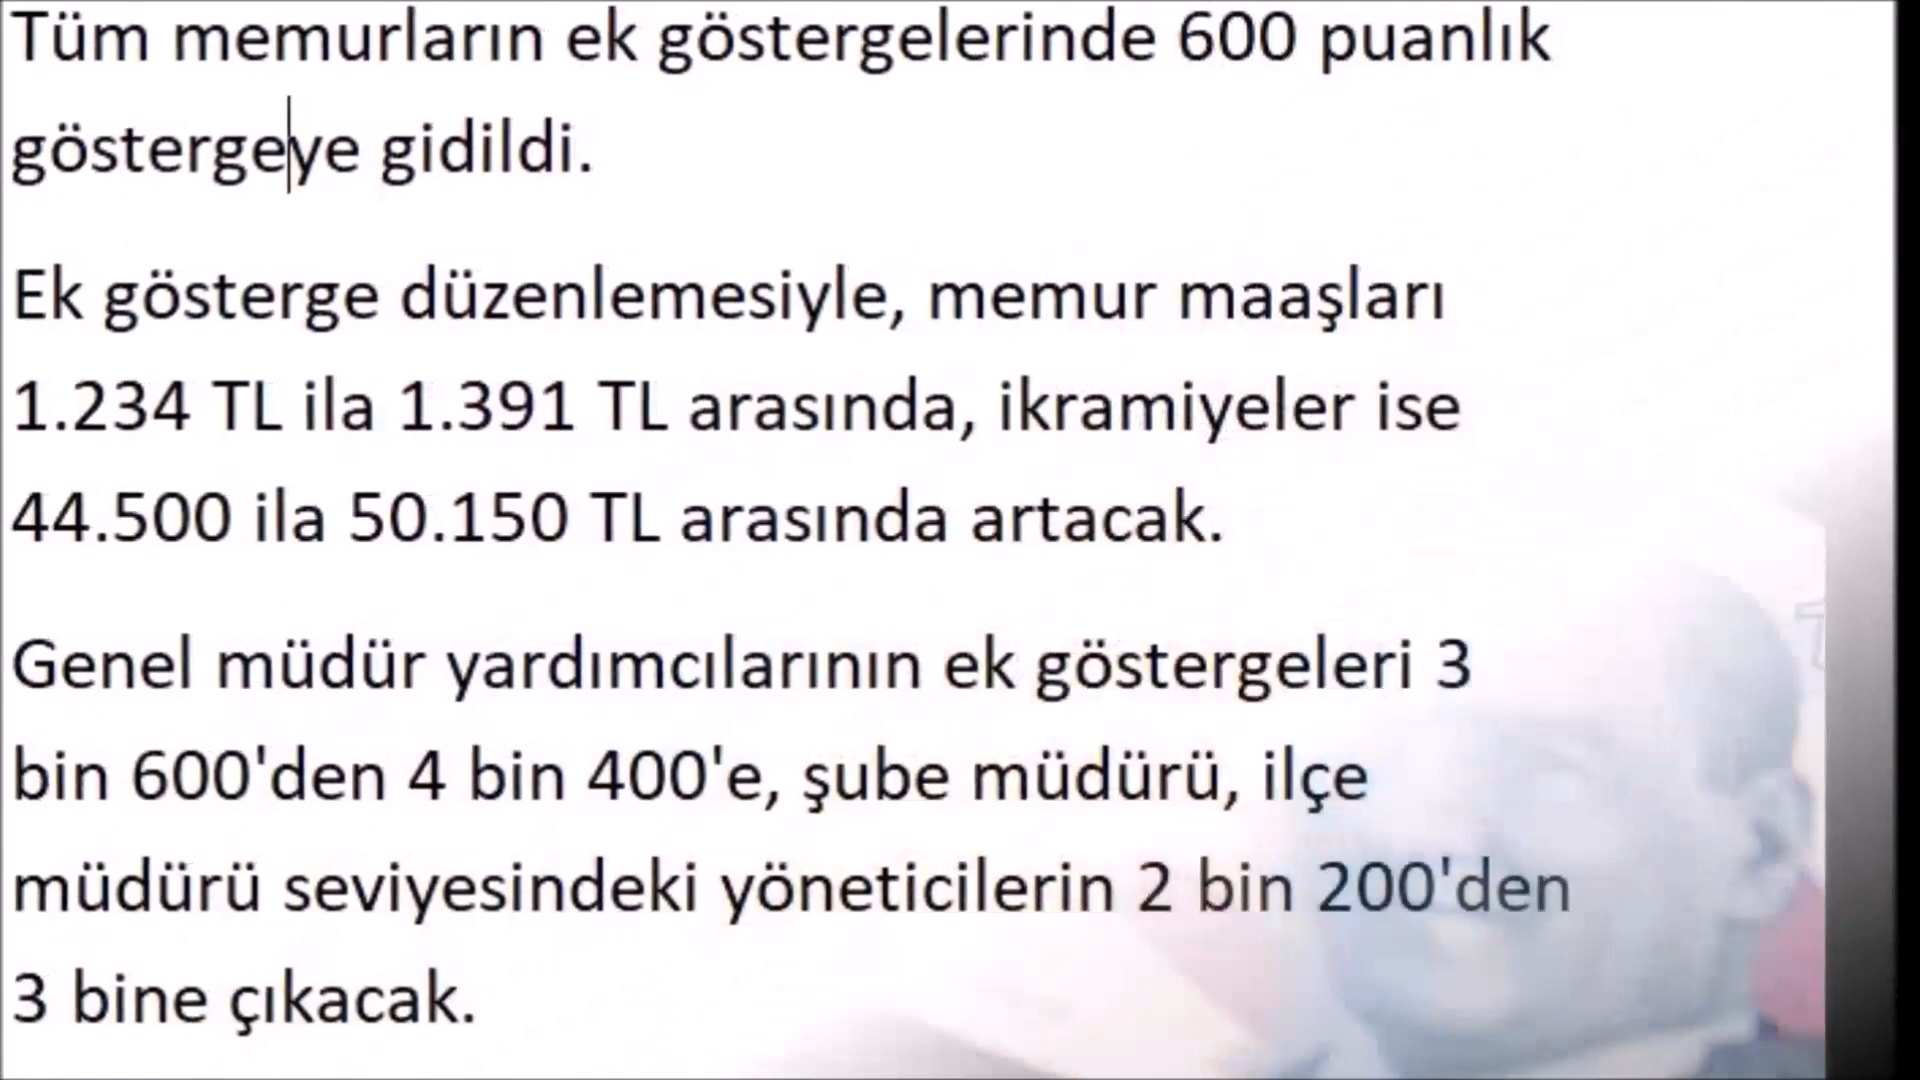 Tüm memurların ek göstergelerinde 600 puanlık
göstergeye gidildi.
Ek gösterge düzenlemesiyle, memur maaşları
1.234 TL ila 1.391 TL arasında, ikramiyeler ise
44.500 ila 50.150 TL arasında artacak.
Genel müdür yardımcılarının ek göstergeleri 3
bin 600'den 4 bin 400'e, şube müdürü, ilçe
müdürü seviyesindeki yöneticilerin 2 bin 200'den
3 bine çıkacak.